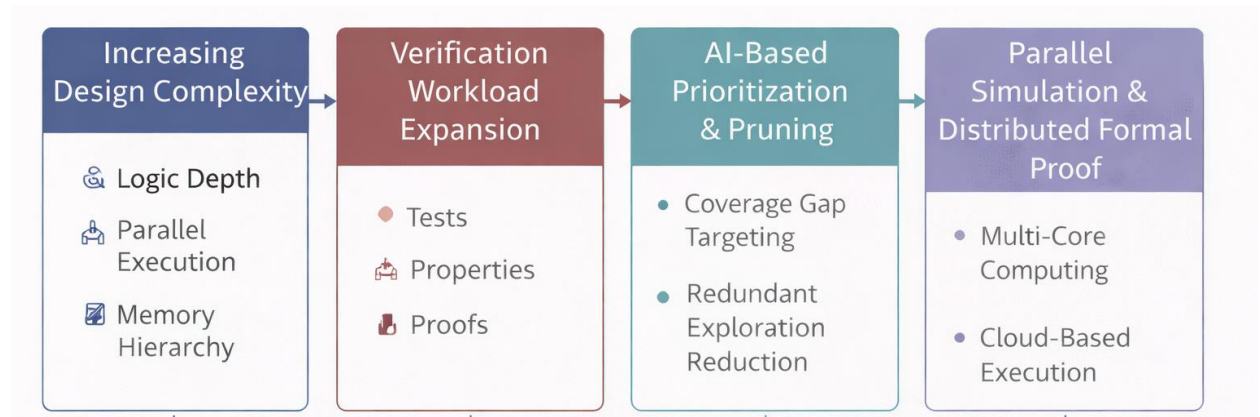 Increasing
Design Complexity
Logic Depth
Parallel
Execution
Memory
Hierarchy
Verification
Workload
Expansion
Tests
Properties
Proofs
AI-Based
Prioritization
& Pruning
Coverage Gap
Targeting
Redundant
Exploration
Reduction
Parallel
Simulation &
Distributed Formal
Proof
Multi-Core
Computing
Cloud-Based
Execution